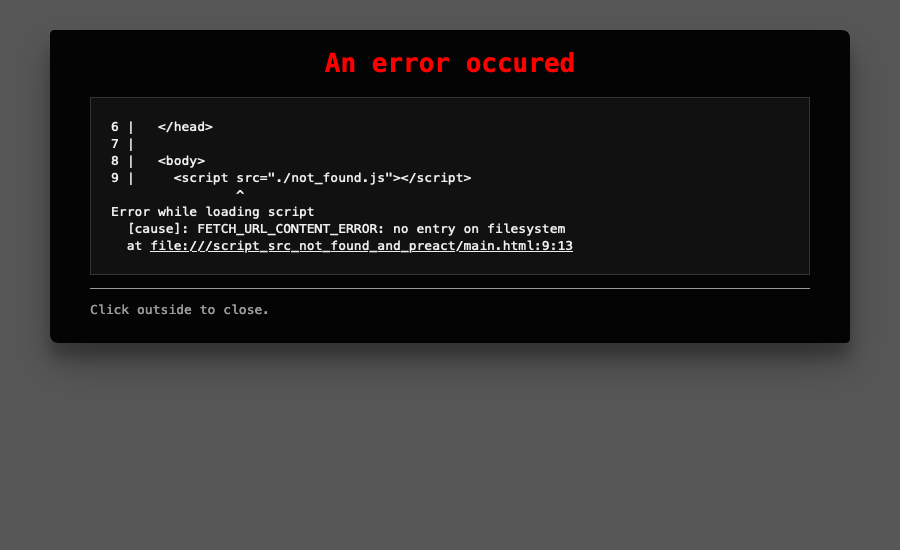 An error occured
6 |   </head>
7 |
8 |   <body>
9 |     <script src="./not_found.js"></script>
                ^
Error while loading script
  [cause]: FETCH_URL_CONTENT_ERROR: no entry on filesystem
  at file:///script_src_not_found_and_preact/main.html:9:13
Click outside to close.